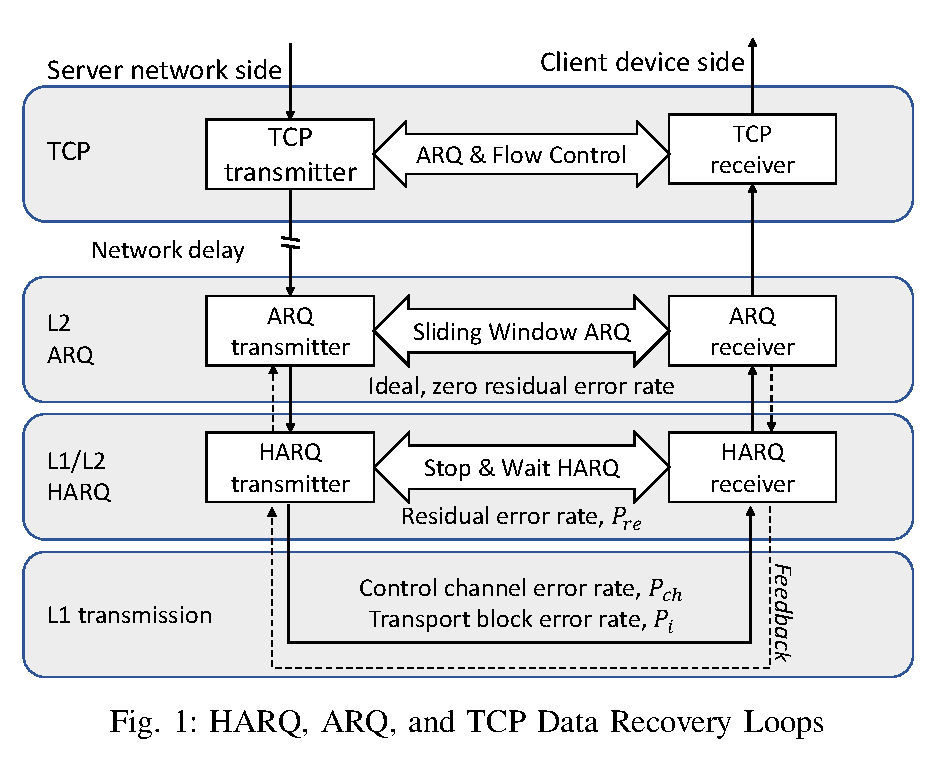 Server network side
Client device side
TCP
TCP
transmitter
ARQ & Flow Control
TCP
receiver
Network delay
L2
ARQ
ARQ
transmitter
Sliding Window ARQ
ARQ
receiver
Ideal, zero residual error rate
L1/L2
HARQ
HARQ
transmitter
Stop & Wait HARQ
HARQ
receiver
Residual error rate, P_re
L1 transmission
Control channel error rate, P_ch
Transport block error rate, P_i
Feedback
Fig. 1: HARQ, ARQ, and TCP Data Recovery Loops